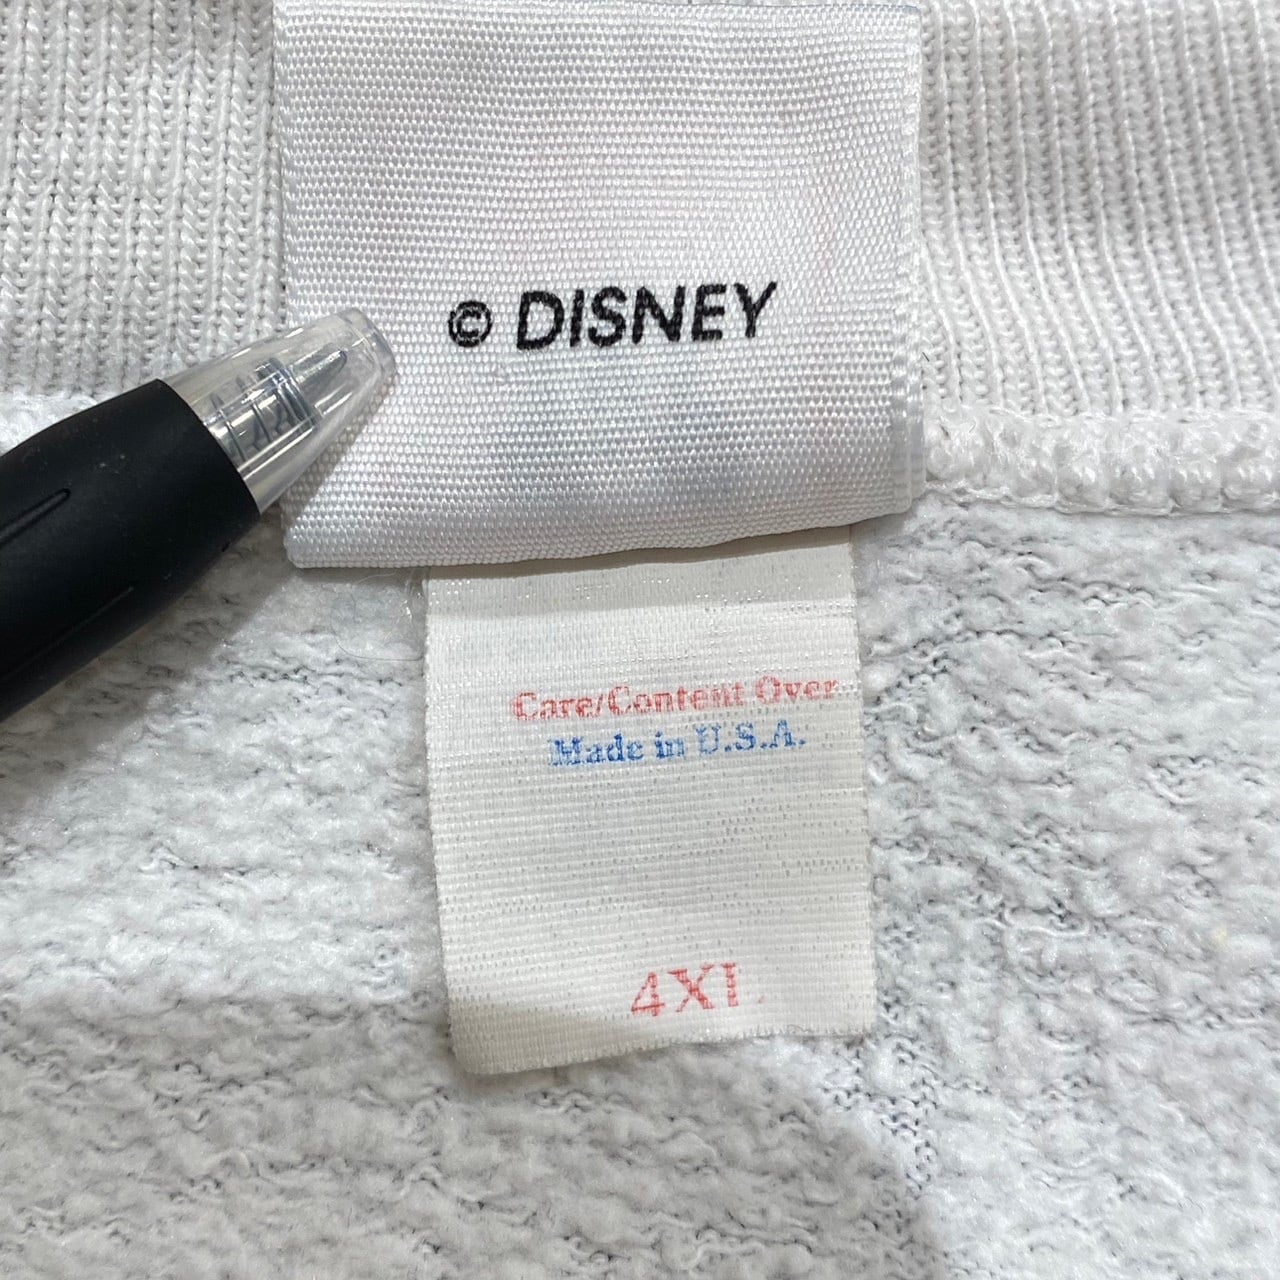 © DISNEY
Care/Content Over
Made in U.S.A.
4XL